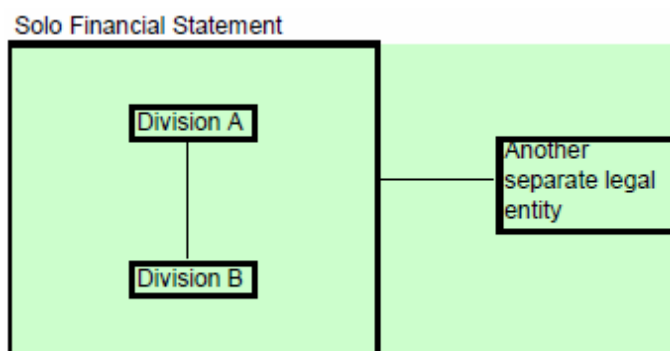 Solo Financial Statement
Division A
Another
separate legal
entity
Division B